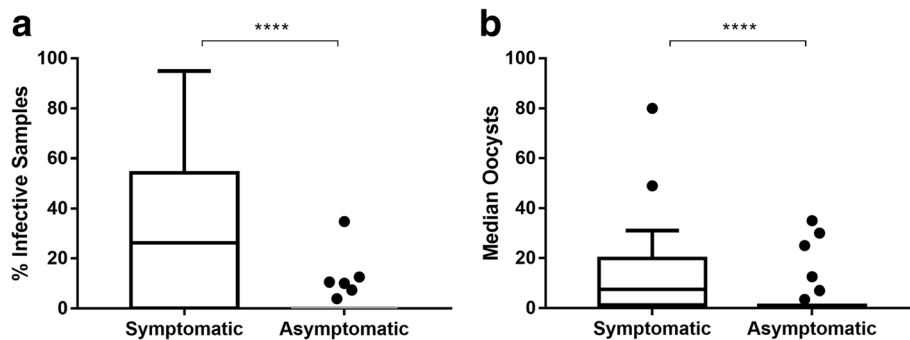 a
****
% Infective Samples
100
80
60
40
20
0
Symptomatic
Asymptomatic
b
****
Median Oocysts
100
80
60
40
20
0
Symptomatic
Asymptomatic